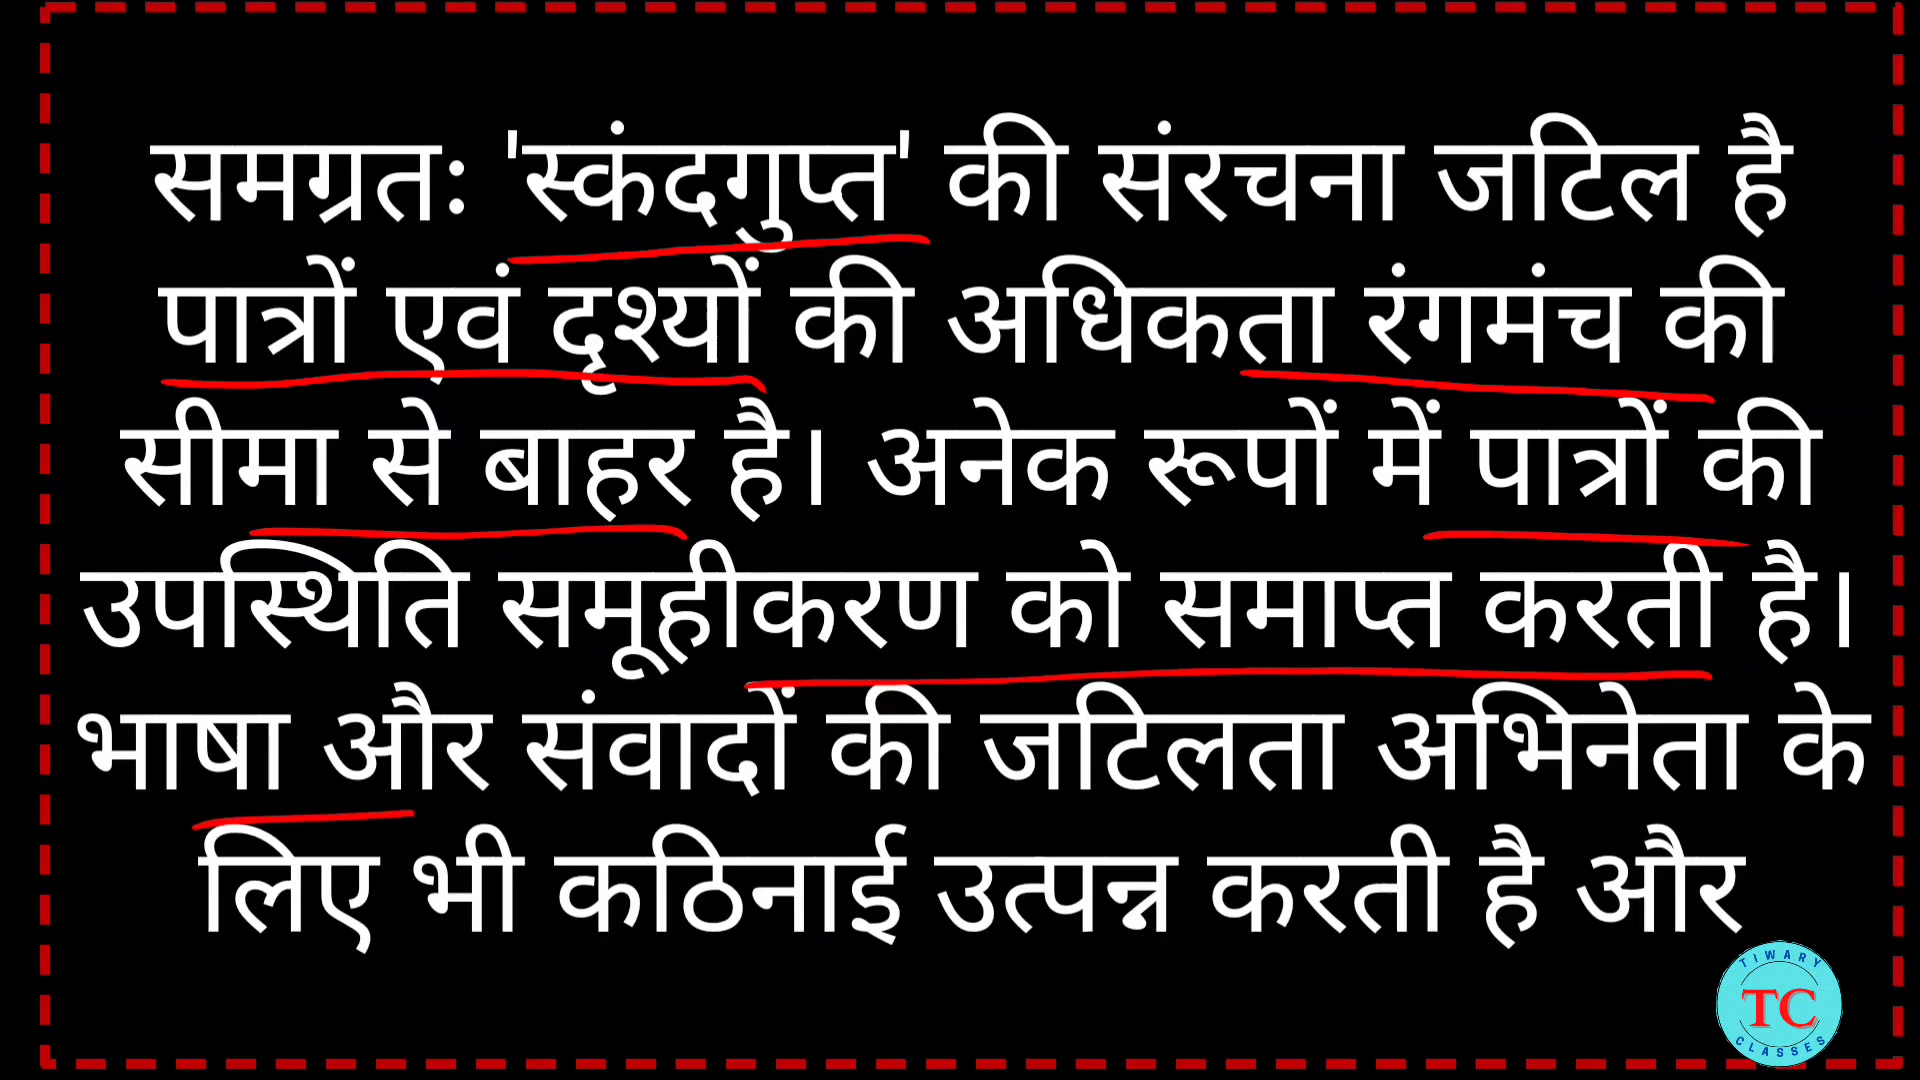 समग्रतः 'स्कंदगुप्त' की संरचना जटिल है
पात्रों एवं दृश्यों की अधिकता रंगमंच की
सीमा से बाहर है। अनेक रूपों में पात्रों की
उपस्थिति समूहीकरण को समाप्त करती है।
भाषा और संवादों की जटिलता अभिनेता के
लिए भी कठिनाई उत्पन्न करती है और
TIWARY
TC
CLASSES